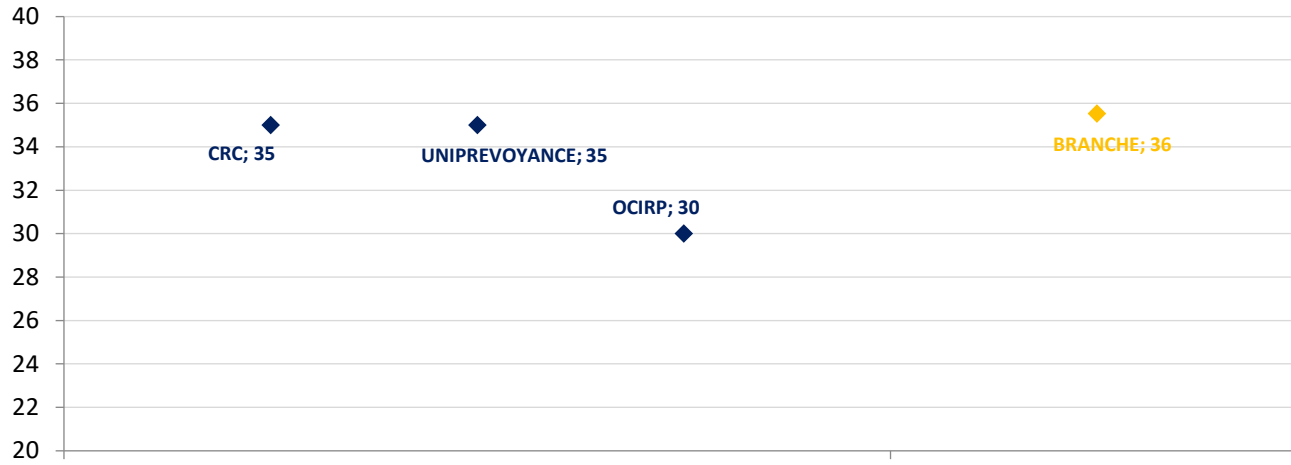 40
38
36
34
32
30
28
26
24
22
20
CRC; 35
UNIPREVOYANCE; 35
OCIRP; 30
BRANCHE; 36